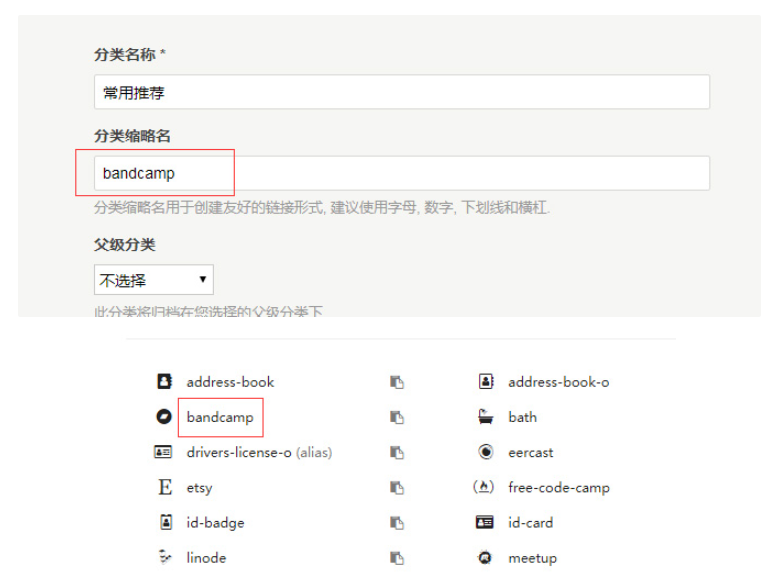 分类名称 *
常用推荐
分类缩略名
bandcamp
分类缩略名用于创建友好的链接形式, 建议使用字母, 数字, 下划线和横杠.
父级分类
不选择
此分类将归档在您选择的父级分类下
address-book address-book-o
bandcamp bath
drivers-license-o (alias) eercast
etsy free-code-camp
id-badge id-card
linode meetup